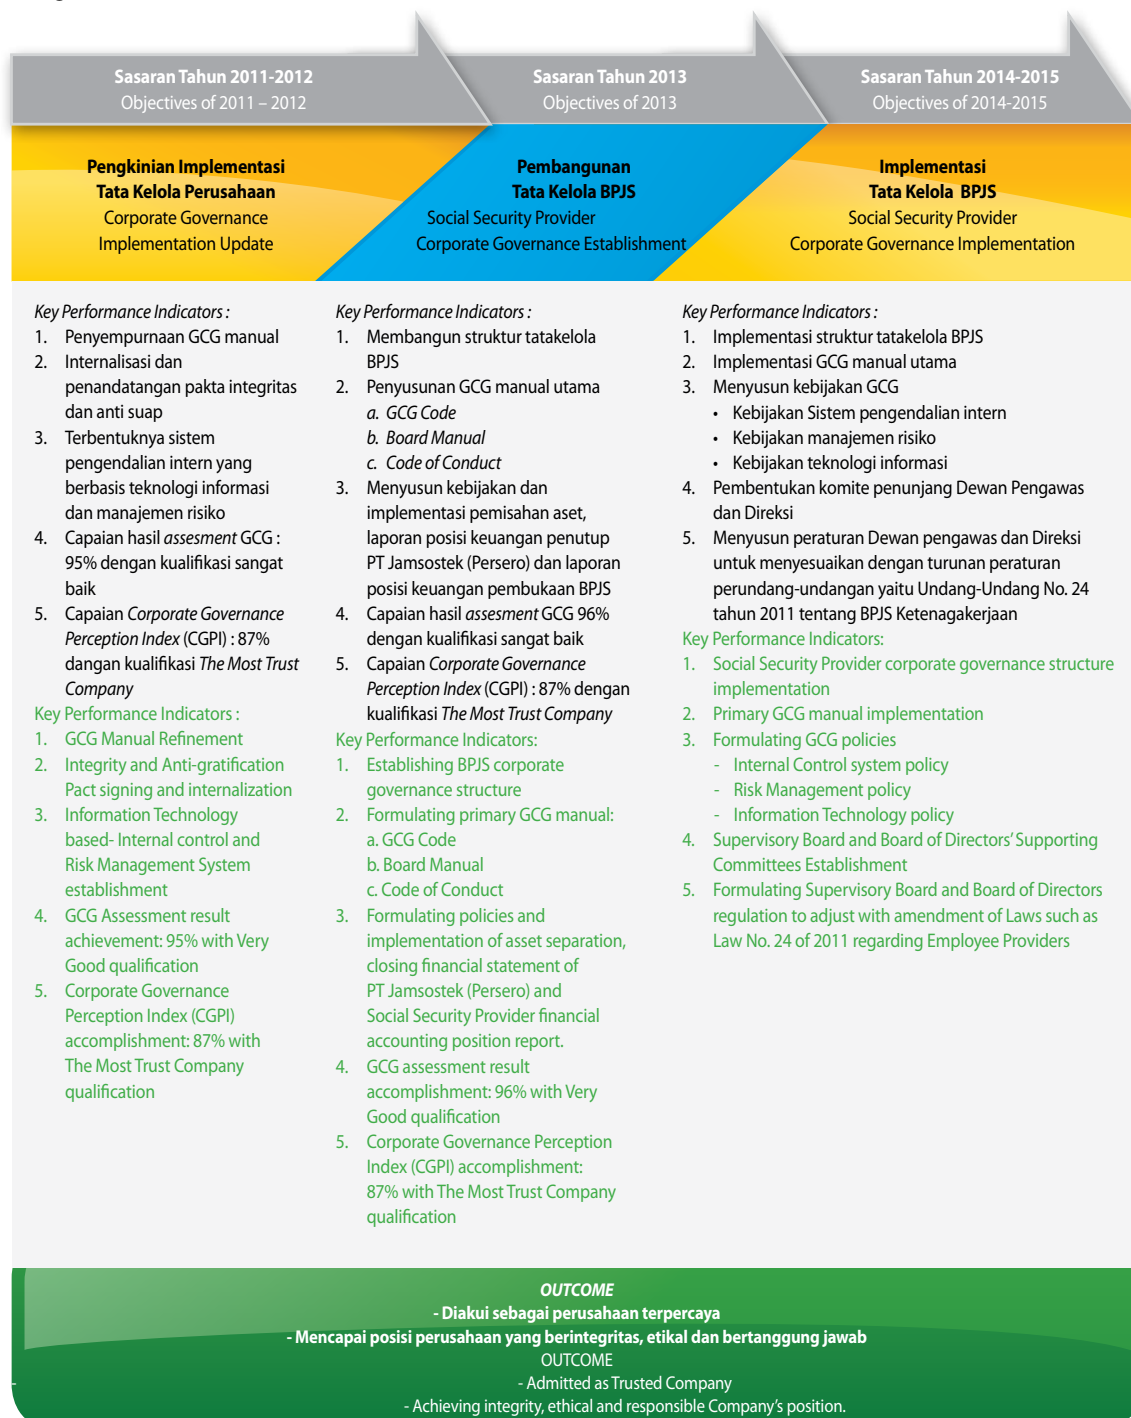 Sasaran Tahun 2011-2012
Objectives of 2011 – 2012
Sasaran Tahun 2013
Objectives of 2013
Sasaran Tahun 2014-2015
Objectives of 2014-2015
Pengkinian Implementasi
Tata Kelola Perusahaan
Corporate Governance
Implementation Update
Pembangunan
Tata Kelola BPJS
Social Security Provider
Corporate Governance Establishment
Implementasi
Tata Kelola BPJS
Social Security Provider
Corporate Governance Implementation
Key Performance Indicators :
1. Penyempurnaan GCG manual
2. Internalisasi dan
penandatangan pakta integritas
dan anti suap
3. Terbentuknya sistem
pengendalian intern yang
berbasis teknologi informasi
dan manajemen risiko
4. Capaian hasil assesment GCG :
95% dengan kualifikasi sangat
baik
5. Capaian Corporate Governance
Perception Index (CGPI) : 87%
dangan kualifikasi The Most Trust
Company
Key Performance Indicators :
1. GCG Manual Refinement
2. Integrity and Anti-gratification
Pact signing and internalization
3. Information Technology
based- Internal control and
Risk Management System
establishment
4. GCG Assessment result
achievement: 95% with Very
Good qualification
5. Corporate Governance
Perception Index (CGPI)
accomplishment: 87% with
The Most Trust Company
qualification
Key Performance Indicators :
1. Membangun struktur tatakelola
BPJS
2. Penyusunan GCG manual utama
a. GCG Code
b. Board Manual
c. Code of Conduct
3. Menyusun kebijakan dan
implementasi pemisahan aset,
laporan posisi keuangan penutup
PT Jamsostek (Persero) dan laporan
posisi keuangan pembukaan BPJS
4. Capaian hasil assesment GCG 96%
dengan kualifikasi sangat baik
5. Capaian Corporate Governance
Perception Index (CGPI) : 87% dengan
kualifikasi The Most Trust Company
Key Performance Indicators:
1. Establishing BPJS corporate
governance structure
2. Formulating primary GCG manual:
a. GCG Code
b. Board Manual
c. Code of Conduct
3. Formulating policies and
implementation of asset separation,
closing financial statement of
PT Jamsostek (Persero) and
Social Security Provider financial
accounting position report.
4. GCG assessment result
accomplishment: 96% with Very
Good qualification
5. Corporate Governance Perception
Index (CGPI) accomplishment:
87% with The Most Trust Company
qualification
Key Performance Indicators :
1. Implementasi struktur tatakelola BPJS
2. Implementasi GCG manual utama
3. Menyusun kebijakan GCG
• Kebijakan Sistem pengendalian intern
• Kebijakan manajemen risiko
• Kebijakan teknologi informasi
4. Pembentukan komite penunjang Dewan Pengawas
dan Direksi
5. Menyusun peraturan Dewan pengawas dan Direksi
untuk menyesuaikan dengan turunan peraturan
perundang-undangan yaitu Undang-Undang No. 24
tahun 2011 tentang BPJS Ketenagakerjaan
Key Performance Indicators:
1. Social Security Provider corporate governance structure
implementation
2. Primary GCG manual implementation
3. Formulating GCG policies
- Internal Control system policy
- Risk Management policy
- Information Technology policy
4. Supervisory Board and Board of Directors' Supporting
Committees Establishment
5. Formulating Supervisory Board and Board of Directors
regulation to adjust with amendment of Laws such as
Law No. 24 of 2011 regarding Employee Providers
OUTCOME
- Diakui sebagai perusahaan terpercaya
- Mencapai posisi perusahaan yang berintegritas, etikal dan bertanggung jawab
OUTCOME
- - Admitted as Trusted Company
- Achieving integrity, ethical and responsible Company's position.